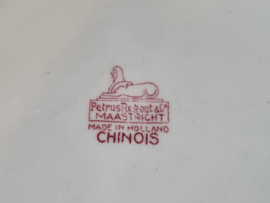 Petrus Regout & Co
MAASTRICHT
MADE IN HOLLAND
CHINOIS